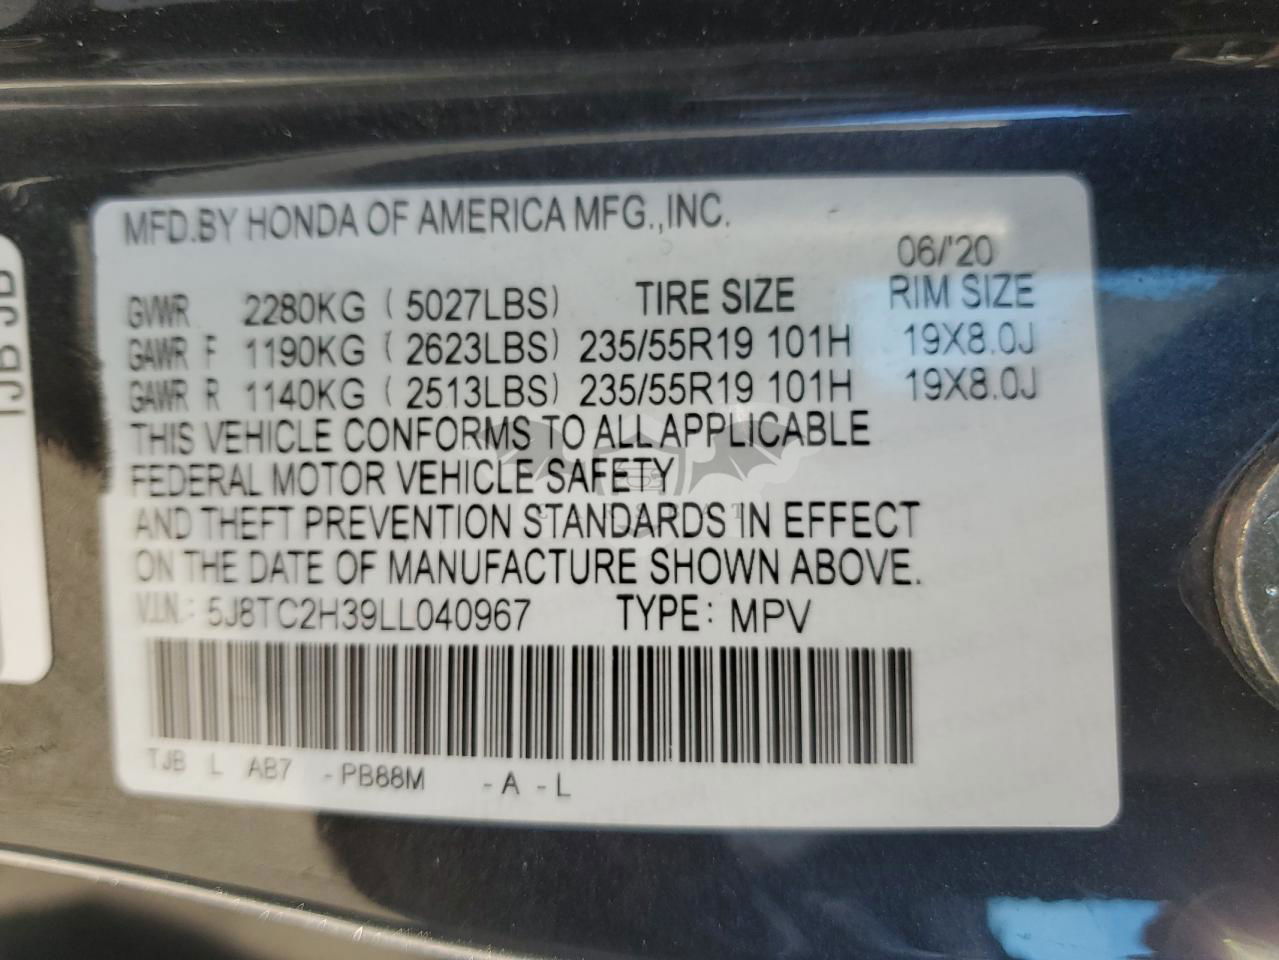 MFD.BY HONDA OF AMERICA MFG.,INC.
06/'20
GVWR 2280KG ( 5027LBS) TIRE SIZE RIM SIZE
GAWR F 1190KG ( 2623LBS) 235/55R19 101H 19X8.0J
GAWR R 1140KG ( 2513LBS) 235/55R19 101H 19X8.0J
THIS VEHICLE CONFORMS TO ALL APPLICABLE
FEDERAL MOTOR VEHICLE SAFETY
AND THEFT PREVENTION STANDARDS IN EFFECT
ON THE DATE OF MANUFACTURE SHOWN ABOVE.
V.I.N.: 5J8TC2H39LL040967 TYPE: MPV
TJB L AB7 -PB88M -A -L